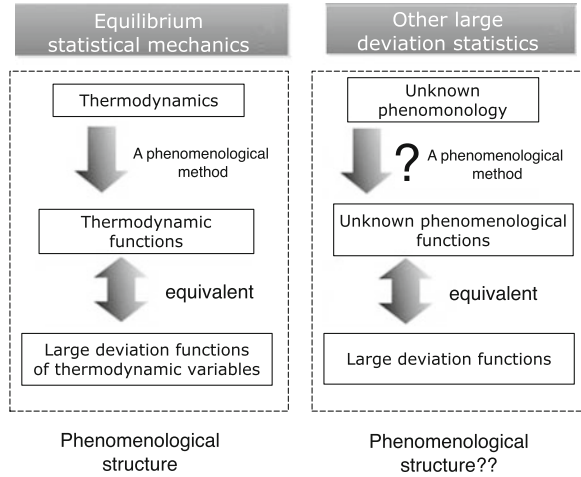 Equilibrium
statistical mechanics
Thermodynamics
A phenomenological
method
Thermodynamic
functions
equivalent
Large deviation functions
of thermodynamic variables
Phenomenological
structure
Other large
deviation statistics
Unknown
phenomonology
?
A phenomenological
method
Unknown phenomenological
functions
equivalent
Large deviation functions
Phenomenological
structure??